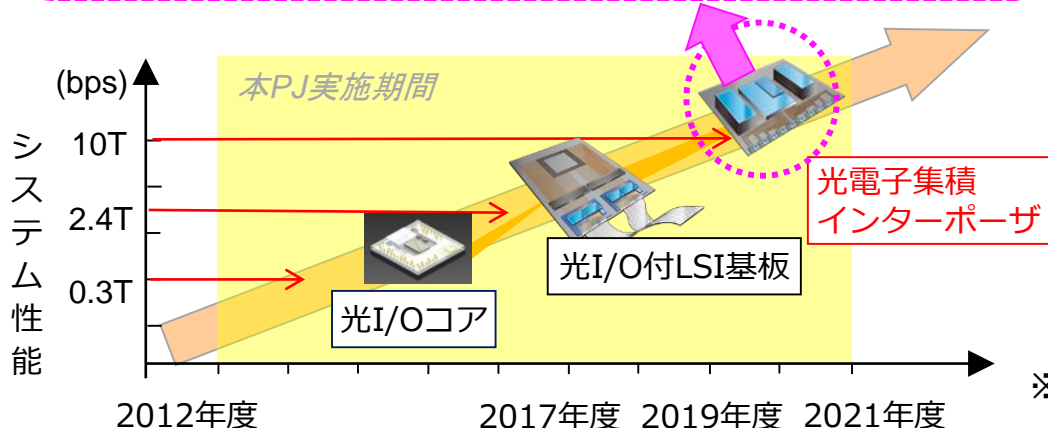 (bps)
本PJ実施期間
システム性能
10T
2.4T
0.3T
光電子集積
インターポーザ
光I/O付LSI基板
光I/Oコア
※
2012年度
2017年度
2019年度
2021年度